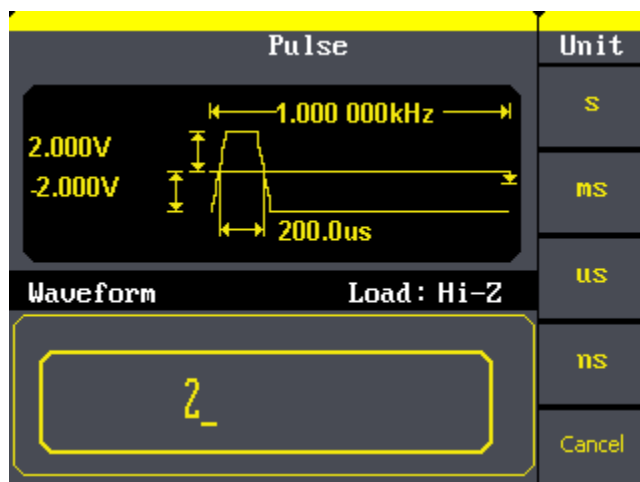 Pulse
Unit
1.000 000kHz
2.000V
-2.000V
200.0us
Waveform Load: Hi-Z
2_
s
ms
us
ns
Cancel